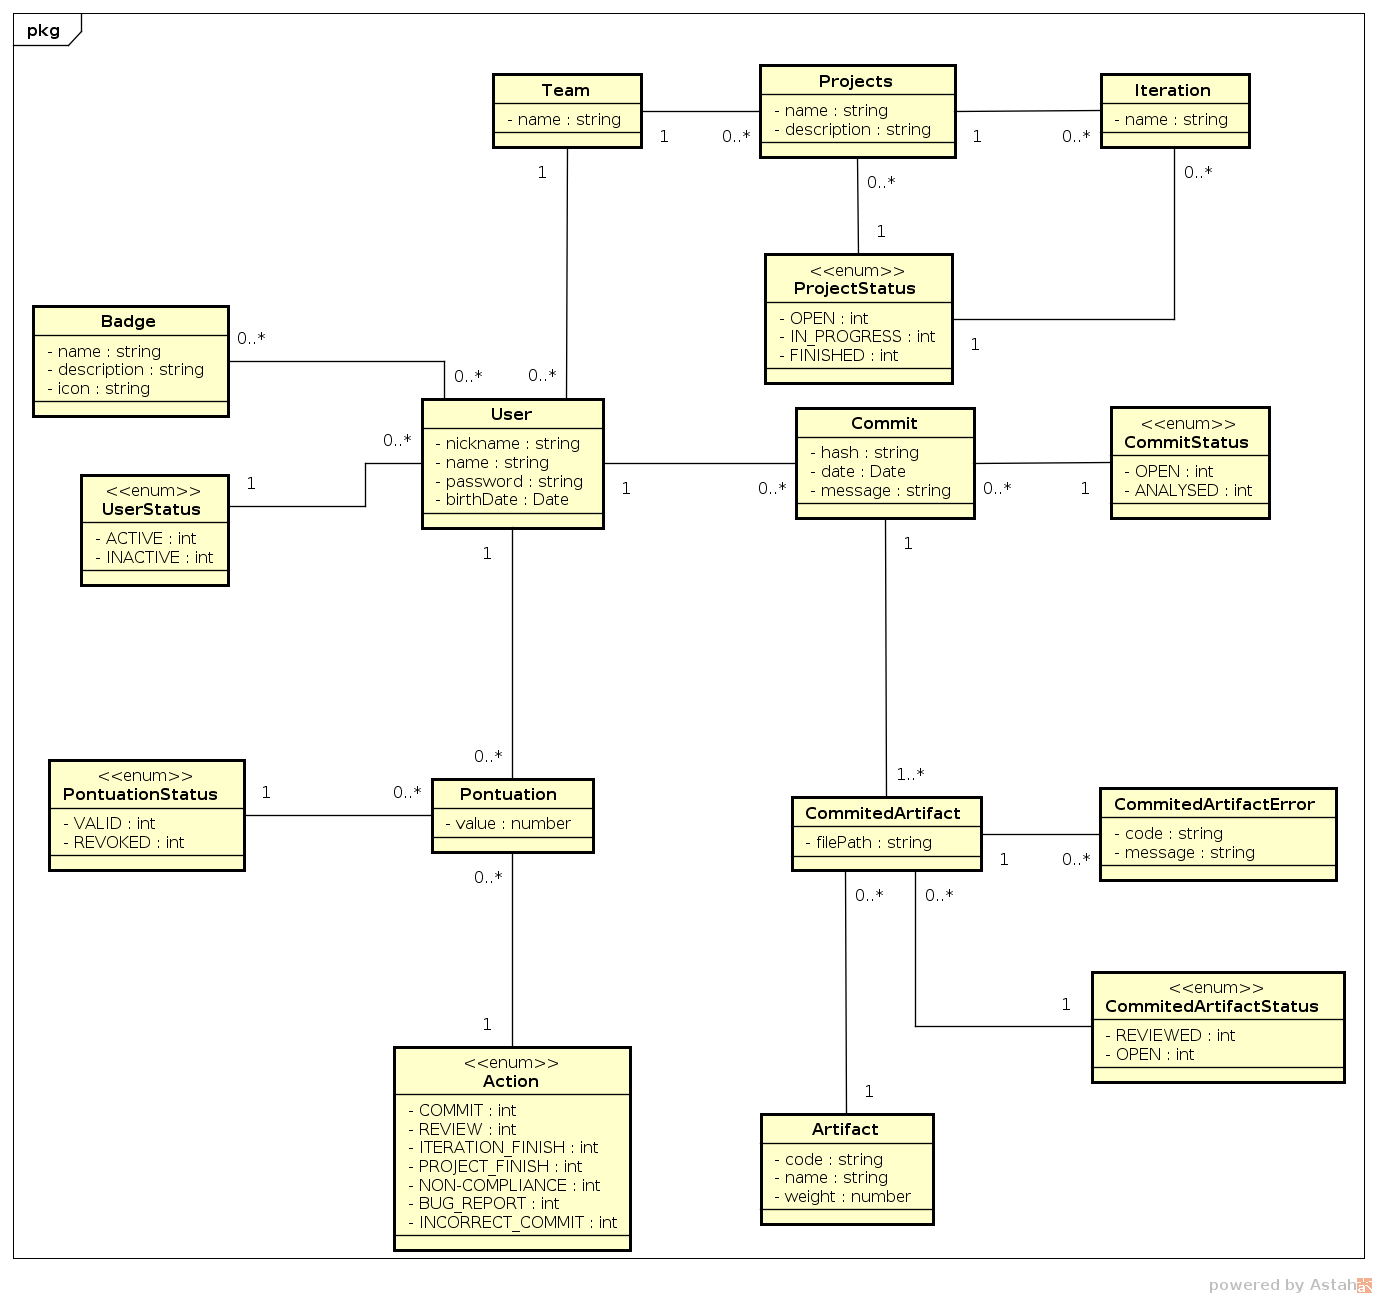 pkg
Team
- name : string
Projects
- name : string
- description : string
Iteration
- name : string
1
0..*
1
0..*
1
0..*
0..*
1
<<enum>>
ProjectStatus
- OPEN : int
- IN_PROGRESS : int
- FINISHED : int
1
Badge
- name : string
- description : string
- icon : string
0..*
0..*
0..*
User
- nickname : string
- name : string
- password : string
- birthDate : Date
0..*
1
<<enum>>
UserStatus
- ACTIVE : int
- INACTIVE : int
1
0..*
Commit
- hash : string
- date : Date
- message : string
0..*
1
<<enum>>
CommitStatus
- OPEN : int
- ANALYSED : int
1
1
0..*
1..*
<<enum>>
PontuationStatus
- VALID : int
- REVOKED : int
1
0..*
Pontuation
- value : number
CommitedArtifact
- filePath : string
1
0..*
CommitedArtifactError
- code : string
- message : string
0..*
0..*
0..*
1
<<enum>>
CommitedArtifactStatus
- REVIEWED : int
- OPEN : int
1
1
<<enum>>
Action
- COMMIT : int
- REVIEW : int
- ITERATION_FINISH : int
- PROJECT_FINISH : int
- NON-COMPLIANCE : int
- BUG_REPORT : int
- INCORRECT_COMMIT : int
Artifact
- code : string
- name : string
- weight : number
powered by Astah